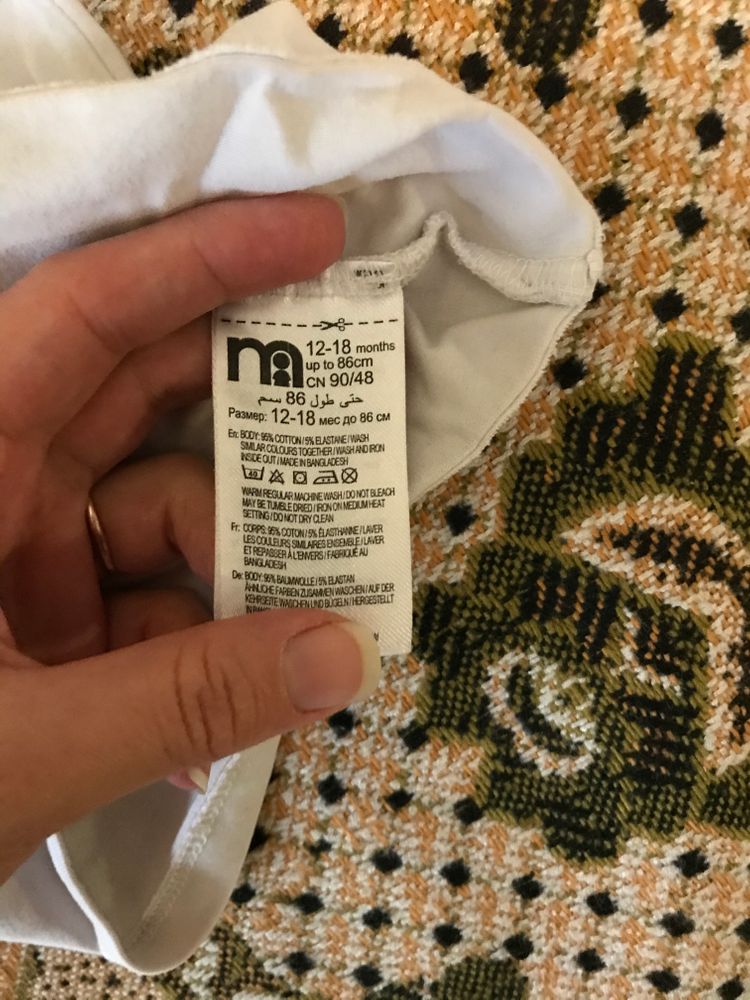 m
12-18 months
up to 86cm
CN 90/48
حتى طول 86 سم
Размер: 12-18 мес до 86 см
En: BODY: 95% COTTON / 5% ELASTANE / WASH
SIMILAR COLOURS TOGETHER / WASH AND IRON
INSIDE OUT / MADE IN BANGLADESH
40
WARM REGULAR MACHINE WASH / DO NOT BLEACH
MAY BE TUMBLE DRIED / IRON ON MEDIUM HEAT
SETTING / DO NOT DRY CLEAN
Fr: CORPS: 95% COTON / 5% ÉLASTHANNE / LAVER
LES COULEURS SIMILAIRES ENSEMBLE / LAVER
ET REPASSER À L'ENVERS / FABRIQUÉ AU
BANGLADESH
De: BODY: 95% BAUMWOLLE / 5% ELASTAN
ÄHNLICHE FARBEN ZUSAMMEN WASCHEN / AUF DER
KEHRSEITE WASCHEN UND BÜGELN / HERGESTELLT
IN